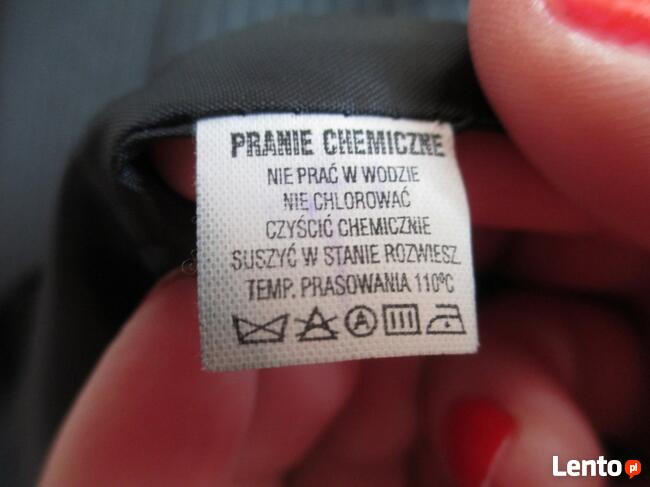 PRANIE CHEMICZNE
NIE PRAĆ W WODZIE
NIE CHLOROWAĆ
CZYŚCIĆ CHEMICZNIE
SUSZYĆ W STANIE ROZWIESZ.
TEMP. PRASOWANIA 110°C
A
Lento.pl